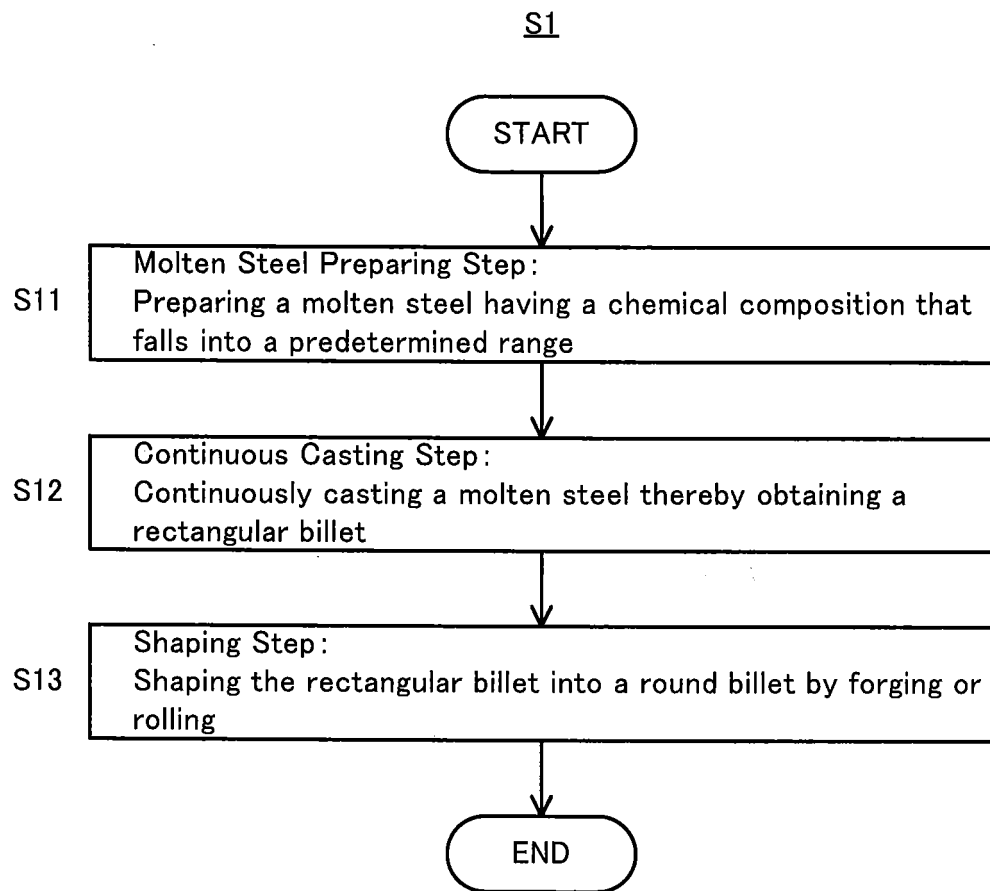 S1
START
S11
Molten Steel Preparing Step:
Preparing a molten steel having a chemical composition that
falls into a predetermined range
S12
Continuous Casting Step:
Continuously casting a molten steel thereby obtaining a
rectangular billet
S13
Shaping Step:
Shaping the rectangular billet into a round billet by forging or
rolling
END